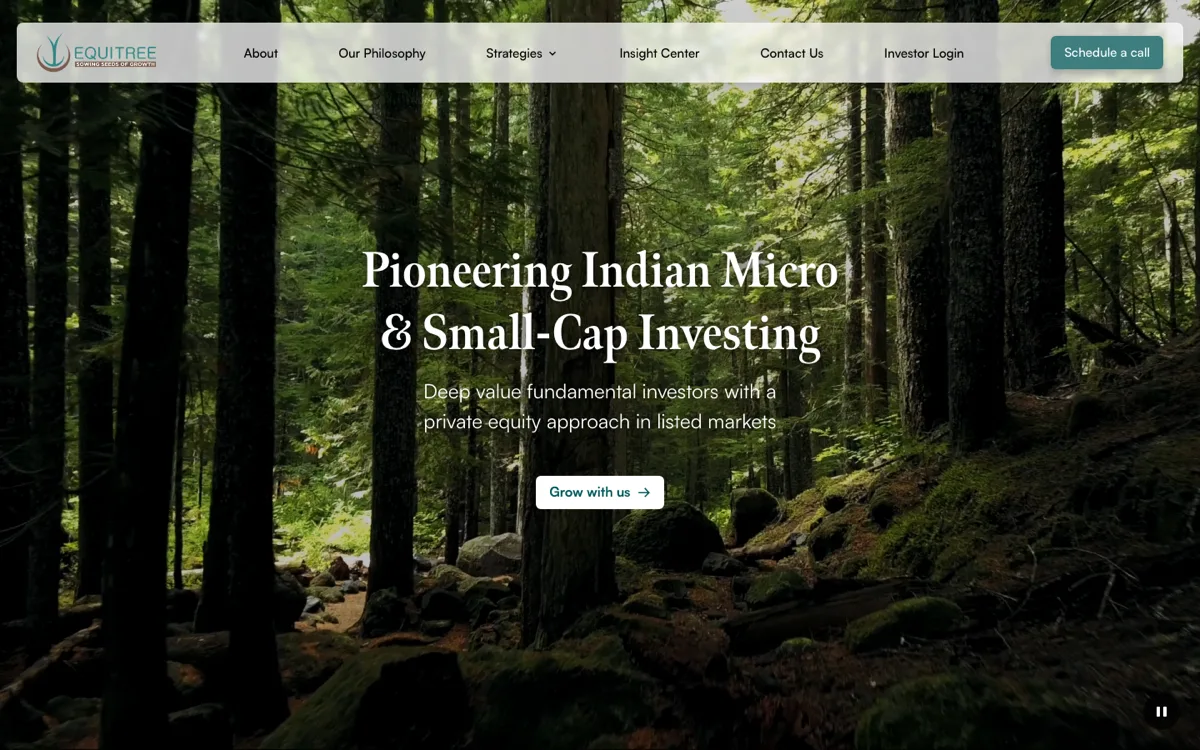 EQUITREE
SOWING SEEDS OF GROWTH
About
Our Philosophy
Strategies
Insight Center
Contact Us
Investor Login
Schedule a call
Pioneering Indian Micro
& Small-Cap Investing
Deep value fundamental investors with a
private equity approach in listed markets
Grow with us